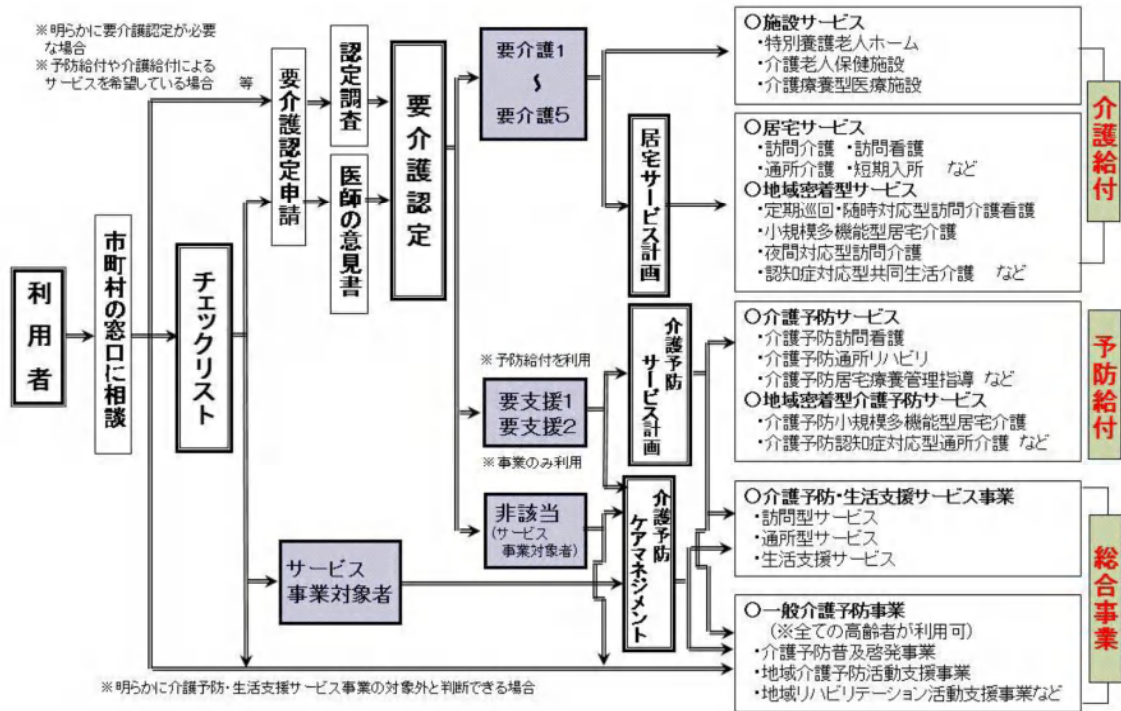 ※明らかに要介護認定が必要
な場合
※予防給付や介護給付による
サービスを希望している場合　等
利用者
市町村の窓口に相談
チェックリスト
要介護認定申請
認定調査
医師の意見書
要介護認定
要介護1
～
要介護5
※予防給付を利用
要支援1
要支援2
※事業のみ利用
非該当
(サービス
事業対象者)
サービス
事業対象者
※明らかに介護予防・生活支援サービス事業の対象外と判断できる場合
居宅サービス計画
介護予防
サービス計画
介護予防
ケアマネジメント
○施設サービス
・特別養護老人ホーム
・介護老人保健施設
・介護療養型医療施設
○居宅サービス
・訪問介護　・訪問看護
・通所介護　・短期入所　など
○地域密着型サービス
・定期巡回・随時対応型訪問介護看護
・小規模多機能型居宅介護
・夜間対応型訪問介護
・認知症対応型共同生活介護　など
介護給付
○介護予防サービス
・介護予防訪問看護
・介護予防通所リハビリ
・介護予防居宅療養管理指導　など
○地域密着型介護予防サービス
・介護予防小規模多機能型居宅介護
・介護予防認知症対応型通所介護　など
予防給付
○介護予防・生活支援サービス事業
・訪問型サービス
・通所型サービス
・生活支援サービス
○一般介護予防事業
(※全ての高齢者が利用可)
・介護予防普及啓発事業
・地域介護予防活動支援事業
・地域リハビリテーション活動支援事業など
総合事業